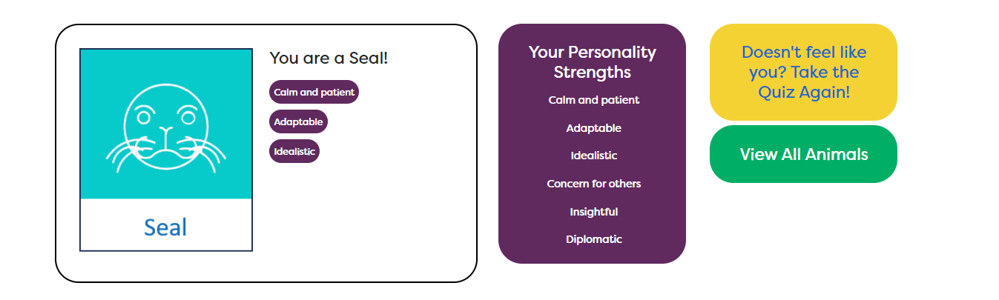 You are a Seal!
Calm and patient
Adaptable
Idealistic
Seal
Your Personality
Strengths
Calm and patient
Adaptable
Idealistic
Concern for others
Insightful
Diplomatic
Doesn't feel like
you? Take the
Quiz Again!
View All Animals